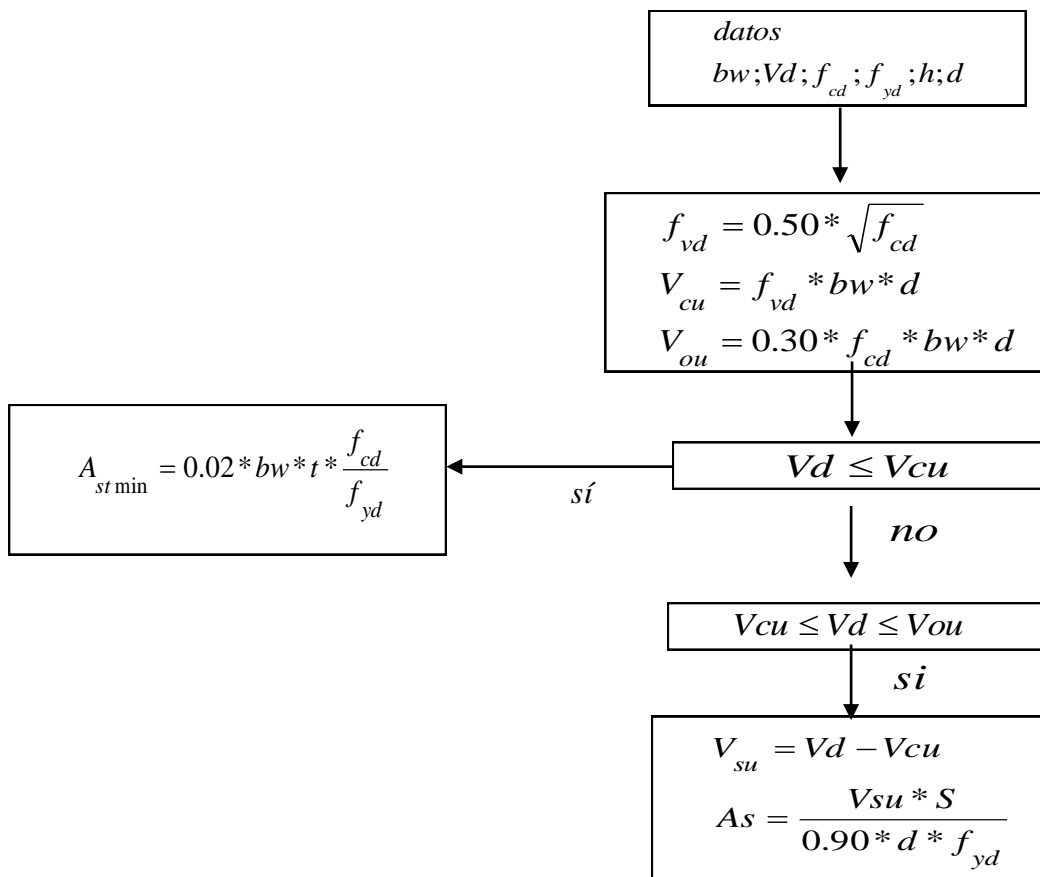 datos
bw;Vd;f_cd;f_yd;h;d
f_vd = 0.50*√f_cd
V_cu = f_vd*bw*d
V_ou = 0.30*f_cd*bw*d
A_st min = 0.02*bw*t*f_cd/f_yd
sí
Vd ≤ Vcu
no
Vcu ≤ Vd ≤ Vou
si
V_su = Vd − Vcu
As = Vsu*S/0.90*d*f_yd